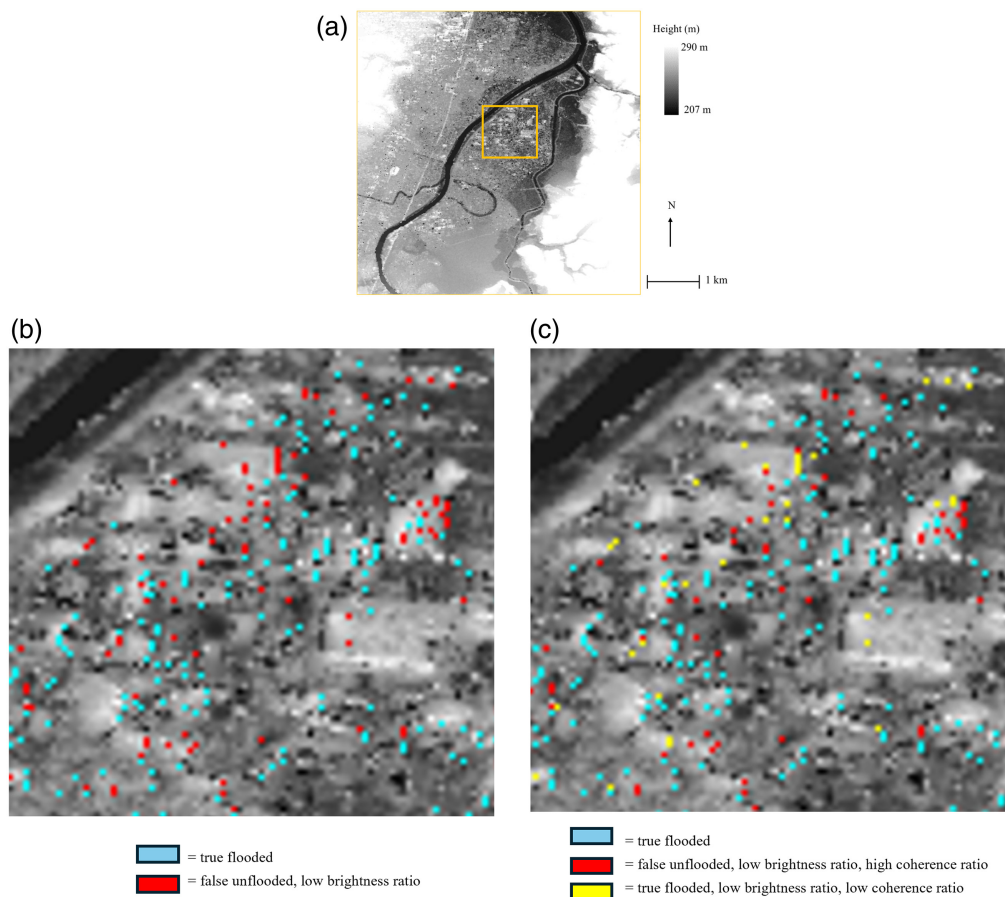 (a)
Height (m)
290 m
207 m
N
1 km
(b)
(c)
= true flooded
= false unflooded, low brightness ratio
= true flooded
= false unflooded, low brightness ratio, high coherence ratio
= true flooded, low brightness ratio, low coherence ratio